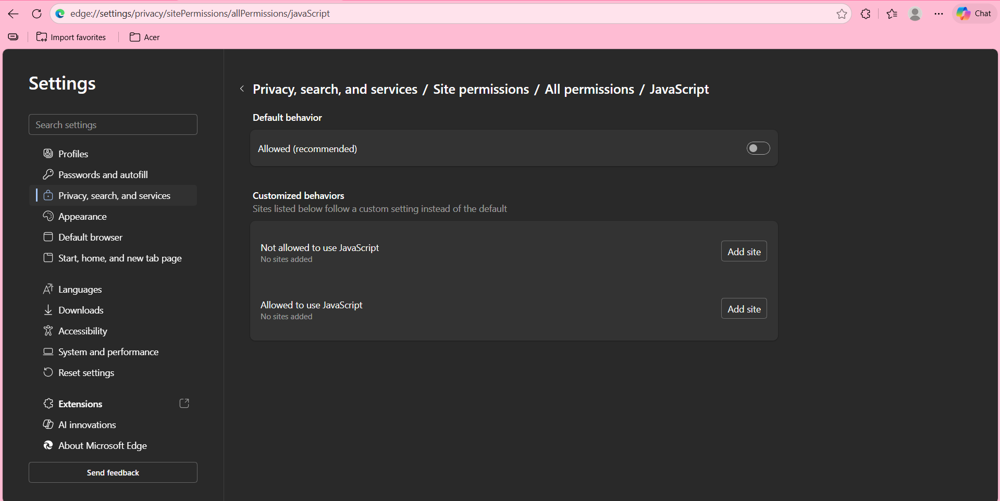 edge://settings/privacy/sitePermissions/allPermissions/javaScript
Chat
Import favorites
Acer
Settings
Search settings
Profiles
Passwords and autofill
Privacy, search, and services
Appearance
Default browser
Start, home, and new tab page
Languages
Downloads
Accessibility
System and performance
Reset settings
Extensions
AI innovations
About Microsoft Edge
Send feedback
Privacy, search, and services / Site permissions / All permissions / JavaScript
Default behavior
Allowed (recommended)
Customized behaviors
Sites listed below follow a custom setting instead of the default
Not allowed to use JavaScript
No sites added
Add site
Allowed to use JavaScript
No sites added
Add site